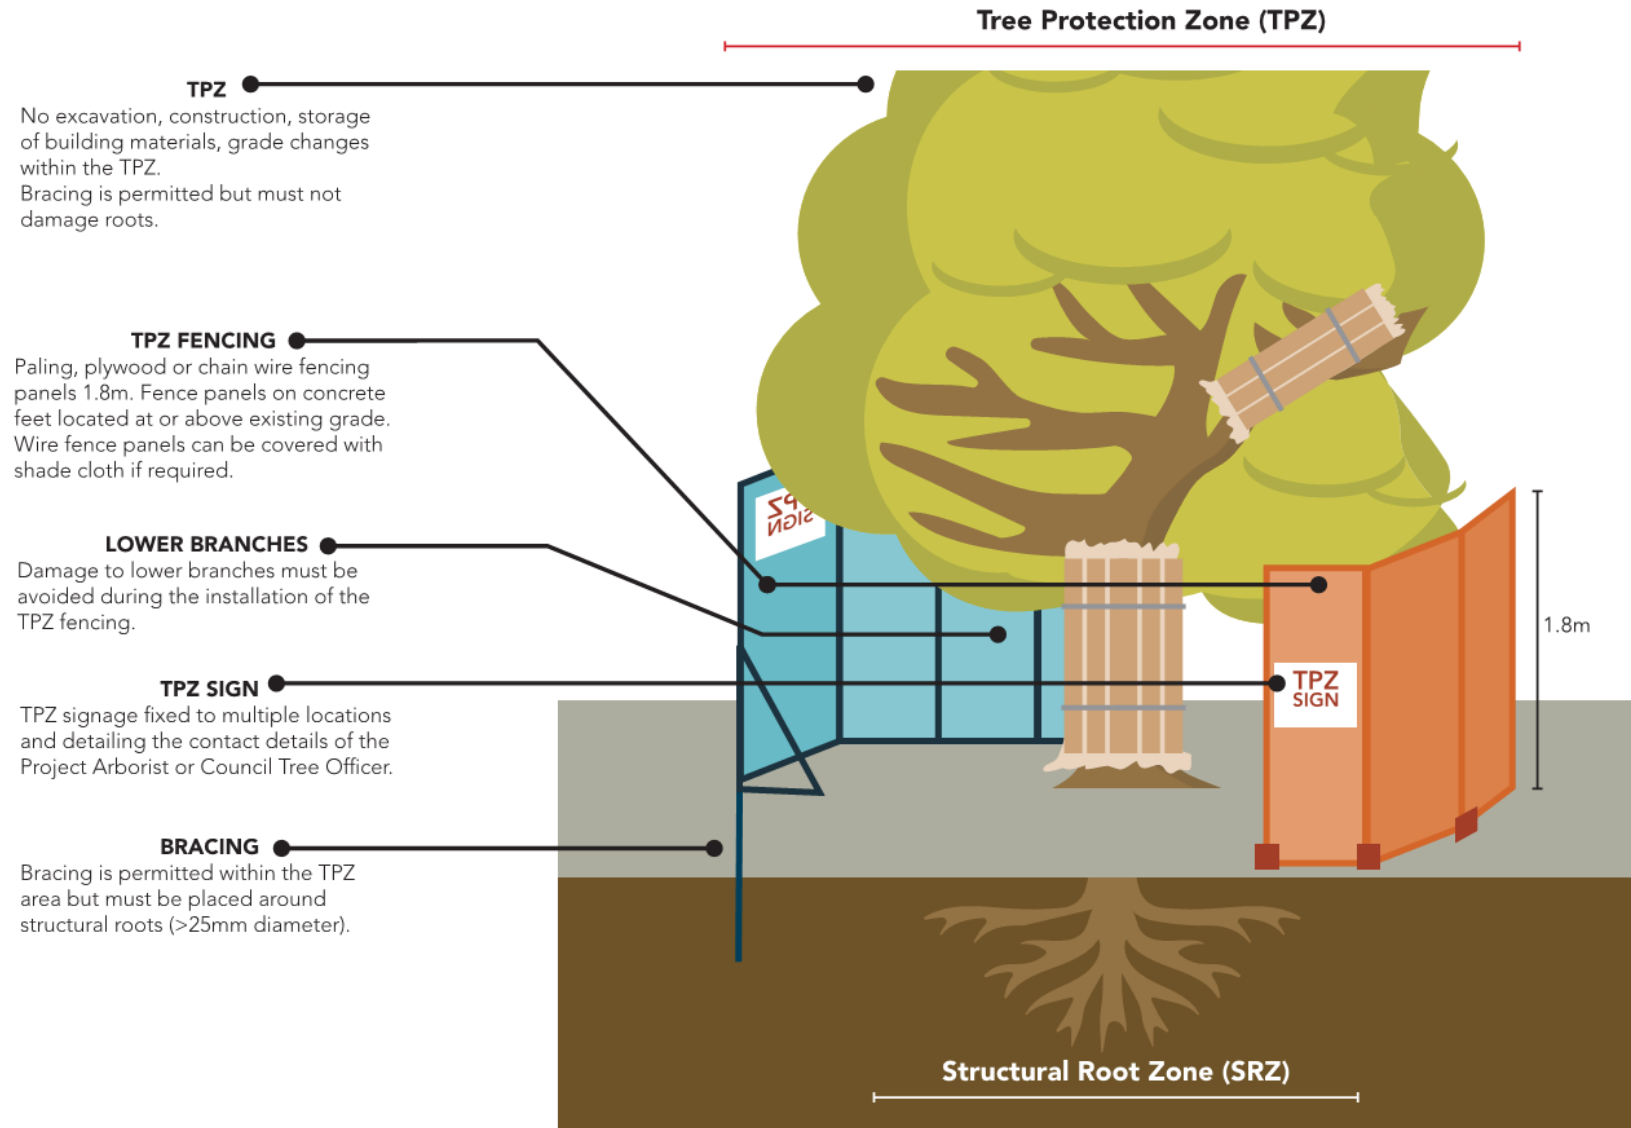 Tree Protection Zone (TPZ)
TPZ
No excavation, construction, storage
of building materials, grade changes
within the TPZ.
Bracing is permitted but must not
damage roots.
TPZ FENCING
Paling, plywood or chain wire fencing
panels 1.8m. Fence panels on concrete
feet located at or above existing grade.
Wire fence panels can be covered with
shade cloth if required.
TPZ
SIGN
LOWER BRANCHES
Damage to lower branches must be
avoided during the installation of the
TPZ fencing.
1.8m
TPZ SIGN
TPZ signage fixed to multiple locations
and detailing the contact details of the
Project Arborist or Council Tree Officer.
TPZ
SIGN
BRACING
Bracing is permitted within the TPZ
area but must be placed around
structural roots (>25mm diameter).
Structural Root Zone (SRZ)